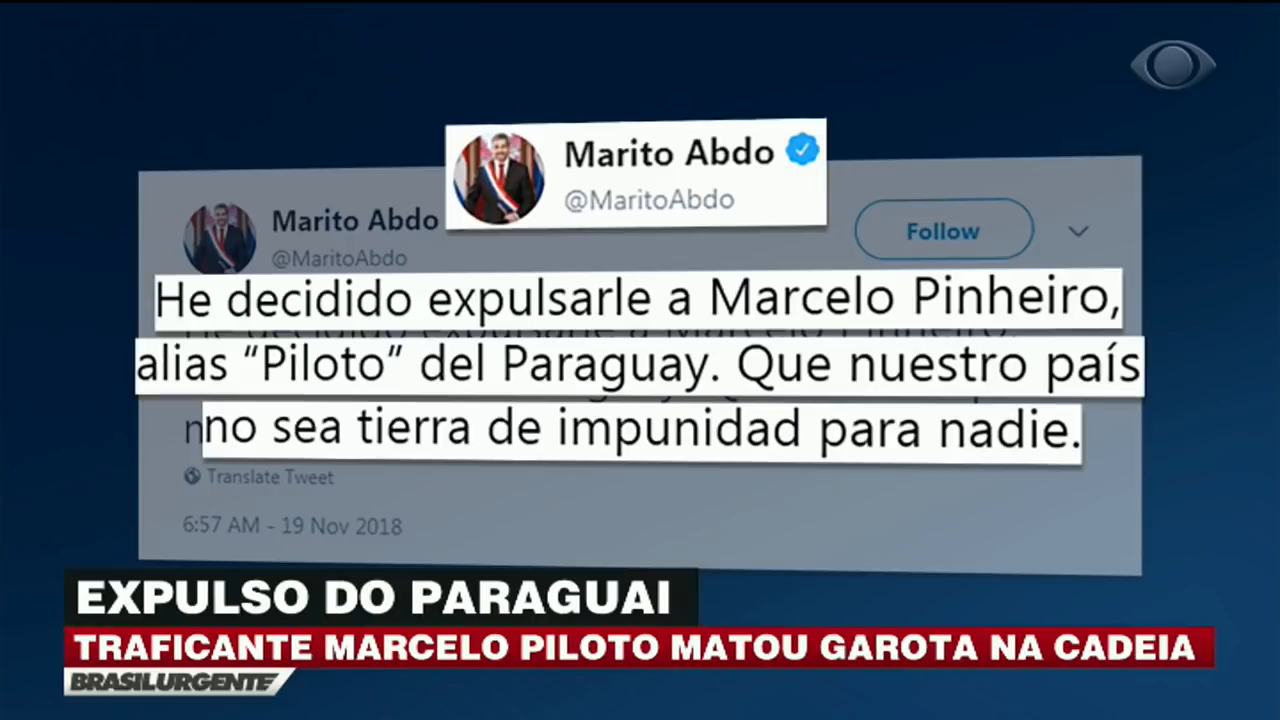 Marito Abdo
@MaritoAbdo
Marito Abdo
@MaritoAbdo
Follow
He decidido expulsarle a Marcelo Pinheiro,
alias “Piloto” del Paraguay. Que nuestro país
no sea tierra de impunidad para nadie.
Translate Tweet
6:57 AM - 19 Nov 2018
EXPULSO DO PARAGUAI
TRAFICANTE MARCELO PILOTO MATOU GAROTA NA CADEIA
BRASILURGENTE